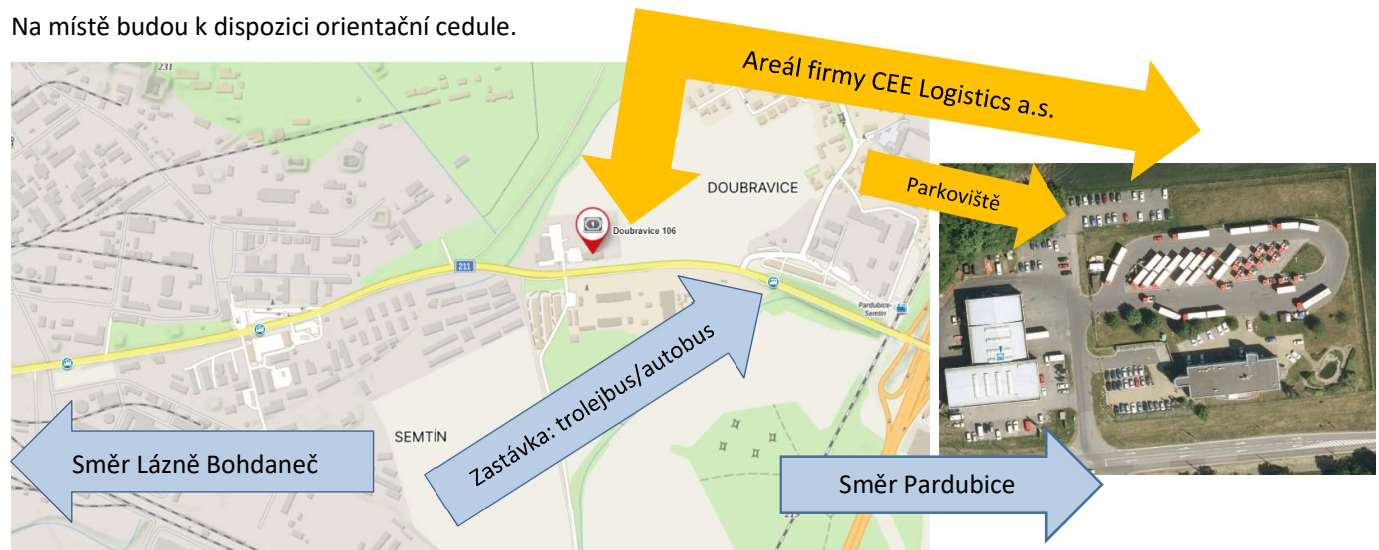 Na místě budou k dispozici orientační cedule.
Areál firmy CEE Logistics a.s.
231
Parkoviště
DOUBRAVICE
Doubravice 106
211
Pardubice-
Semtín
Zastávka: trolejbus/autobus
SEMTÍN
Směr Lázně Bohdaneč
Směr Pardubice